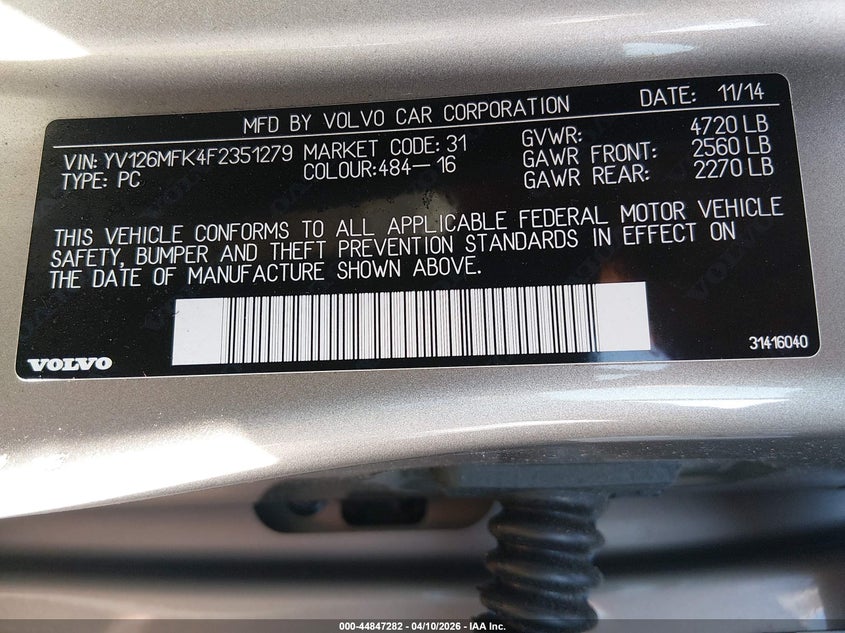 MFD BY VOLVO CAR CORPORATION DATE: 11/14
VIN: YV126MFK4F2351279 MARKET CODE: 31 GVWR: 4720 LB
TYPE: PC COLOUR:484-16 GAWR FRONT: 2560 LB
GAWR REAR: 2270 LB
THIS VEHICLE CONFORMS TO ALL APPLICABLE FEDERAL MOTOR VEHICLE
SAFETY, BUMPER AND THEFT PREVENTION STANDARDS IN EFFECT ON
THE DATE OF MANUFACTURE SHOWN ABOVE.
VOLVO
31416040
000-44847282 - 04/10/2026 - IAA Inc.